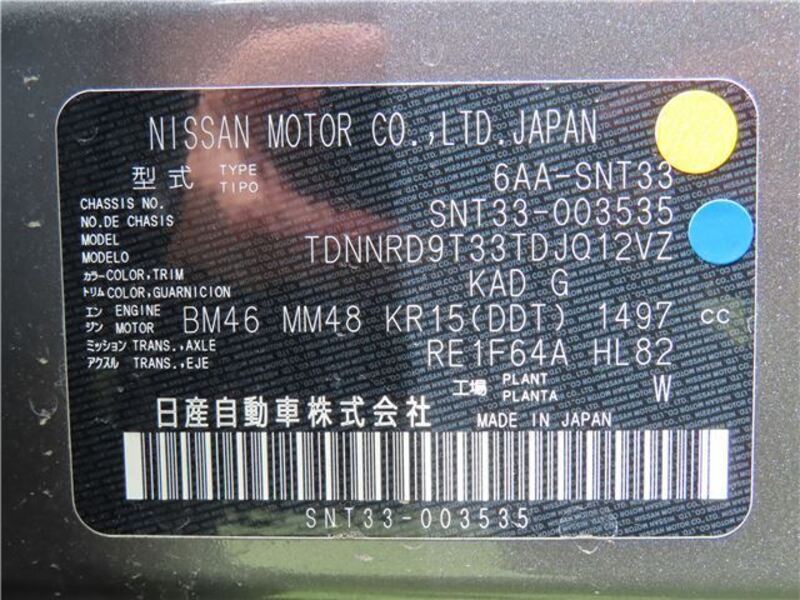 NISSAN MOTOR CO.,LTD.JAPAN
型式 TYPE TIPO 6AA-SNT33
CHASSIS NO. NO.DE CHASIS SNT33-003535
MODEL MODELO TDNNRD9T33TDJQ12VZ
カラー COLOR,TRIM トリム COLOR,GUARNICION KAD G
エンジン ENGINE MOTOR BM46 MM48 KR15(DDT) 1497 cc
ミッション TRANS.,AXLE アクスル TRANS.,EJE RE1F64A HL82
工場 PLANT PLANTA W
日産自動車株式会社 MADE IN JAPAN
SNT33-003535